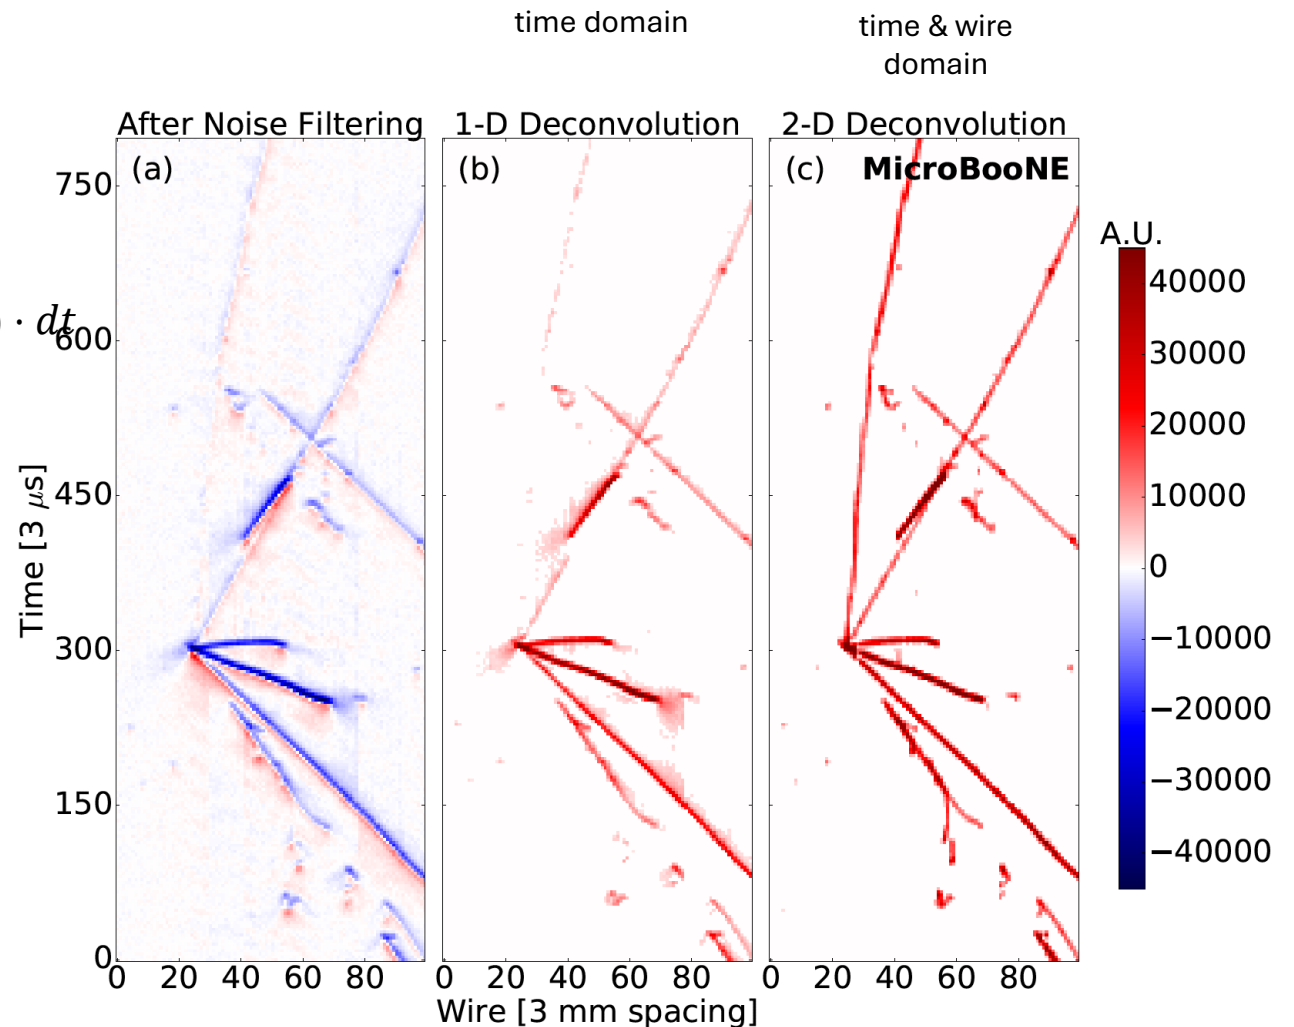 time domain
time & wire
domain
After Noise Filtering
1-D Deconvolution
2-D Deconvolution
(a)
(b)
(c)
MicroBooNE
) · dt
Time [3 μs]
750
600
450
300
150
0
0 20 40 60 80
0 20 40 60 80
0 20 40 60 80
Wire [3 mm spacing]
A.U.
40000
30000
20000
10000
0
−10000
−20000
−30000
−40000